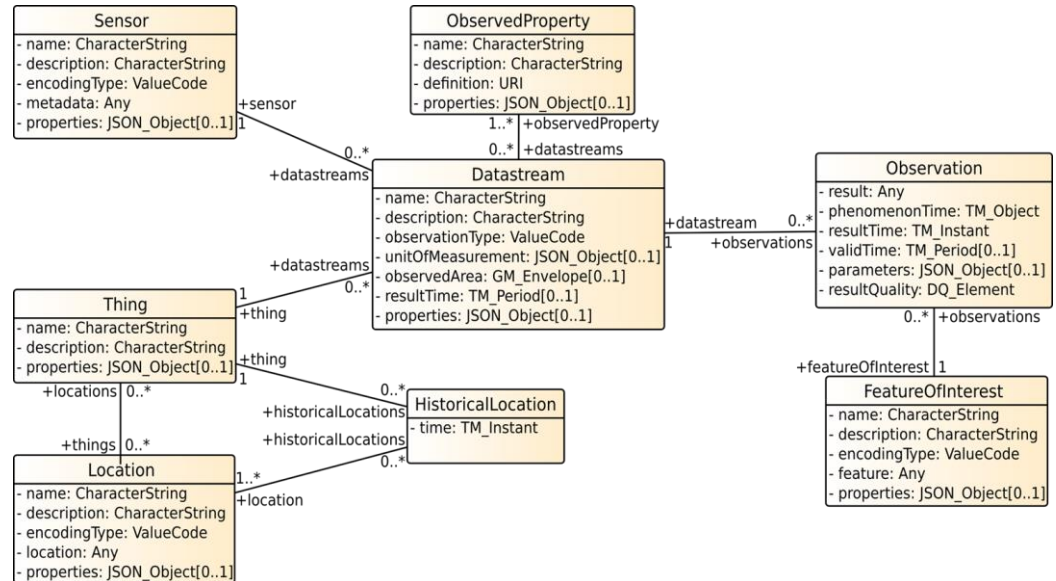 Sensor
- name: CharacterString
- description: CharacterString
- encodingType: ValueCode
- metadata: Any
- properties: JSON_Object[0..1]
+sensor
1
0..*
+datastreams
ObservedProperty
- name: CharacterString
- description: CharacterString
- definition: URI
- properties: JSON_Object[0..1]
1..* +observedProperty
0..* +datastreams
Datastream
- name: CharacterString
- description: CharacterString
- observationType: ValueCode
- unitOfMeasurement: JSON_Object[0..1]
- observedArea: GM_Envelope[0..1]
- resultTime: TM_Period[0..1]
- properties: JSON_Object[0..1]
+datastream 0..*
1 +observations
Observation
- result: Any
- phenomenonTime: TM_Object
- resultTime: TM_Instant
- validTime: TM_Period[0..1]
- parameters: JSON_Object[0..1]
- resultQuality: DQ_Element
0..* +observations
+featureOfInterest 1
FeatureOfInterest
- name: CharacterString
- description: CharacterString
- encodingType: ValueCode
- feature: Any
- properties: JSON_Object[0..1]
+datastreams
0..*
1
+thing
Thing
- name: CharacterString
- description: CharacterString
- properties: JSON_Object[0..1]
+thing
1
0..*
+historicalLocations
HistoricalLocation
- time: TM_Instant
+historicalLocations
0..*
1..*
+location
+locations 0..*
+things 0..*
Location
- name: CharacterString
- description: CharacterString
- encodingType: ValueCode
- location: Any
- properties: JSON_Object[0..1]